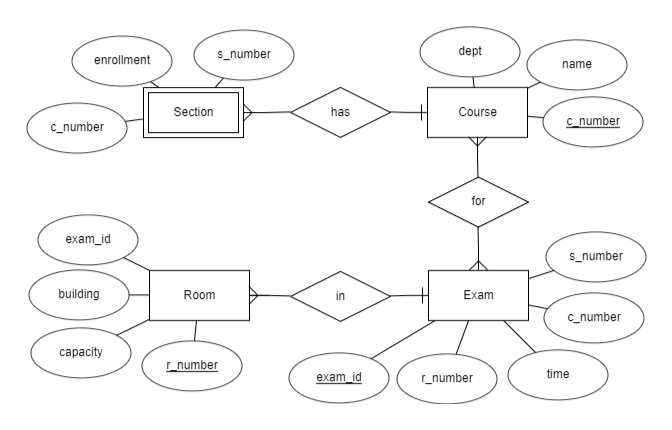 enrollment
s_number
c_number
Section
has
dept
name
Course
c_number
for
exam_id
building
capacity
Room
r_number
in
Exam
s_number
c_number
exam_id
r_number
time